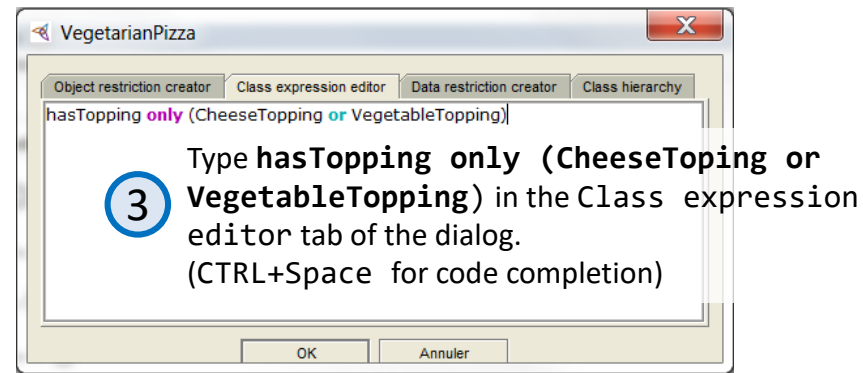 VegetarianPizza
X
Object restriction creator Class expression editor Data restriction creator Class hierarchy
hasTopping only (CheeseTopping or VegetableTopping)
3
Type hasTopping only (CheeseToping or
VegetableTopping) in the Class expression
editor tab of the dialog.
(CTRL+Space for code completion)
OK Annuler